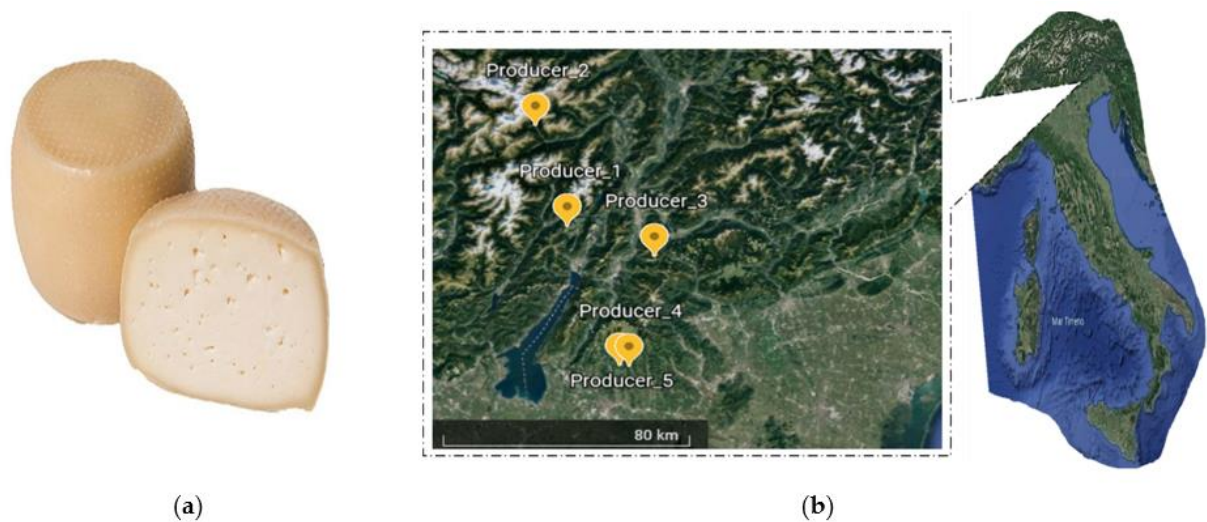 Producer_2
Producer_1
Producer_3
Producer_4
Producer_5
80 km
Mar Tirreno
(a)
(b)